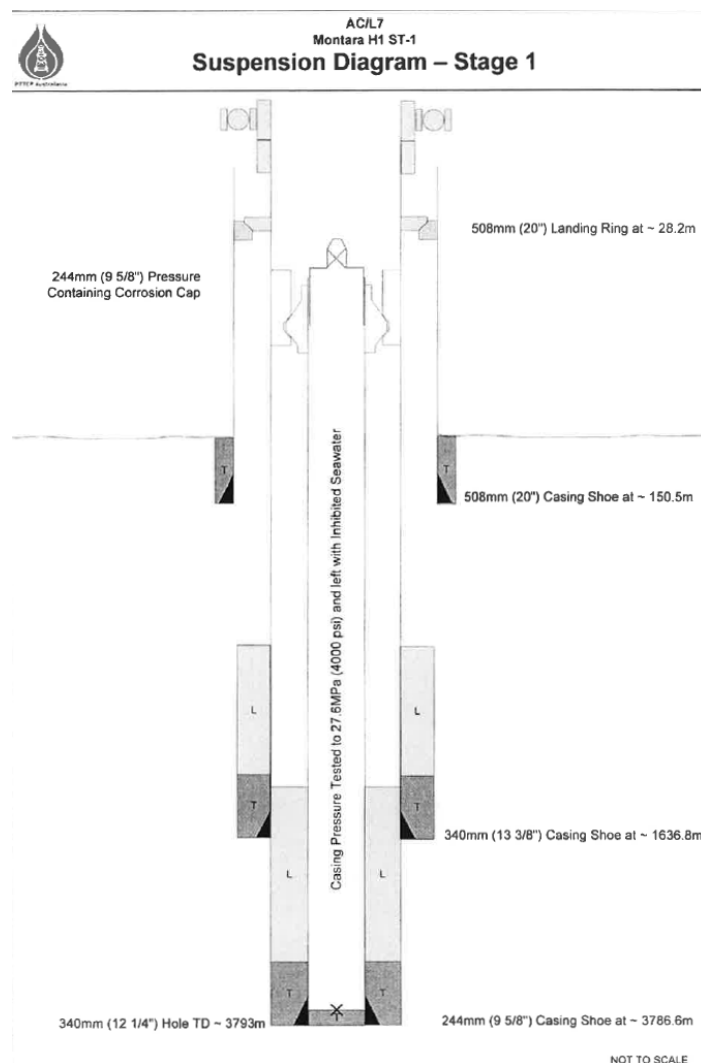 AC/L7
Montara H1 ST-1
Suspension Diagram – Stage 1
PTTEP Australasia
508mm (20") Landing Ring at ~ 28.2m
244mm (9 5/8") Pressure
Containing Corrosion Cap
Casing Pressure Tested to 27.6MPa (4000 psi) and left with Inhibited Seawater
T
T
508mm (20") Casing Shoe at ~ 150.5m
L
L
T
T
340mm (13 3/8") Casing Shoe at ~ 1636.8m
L
L
T
T
T
340mm (12 1/4") Hole TD ~ 3793m
244mm (9 5/8") Casing Shoe at ~ 3786.6m
NOT TO SCALE